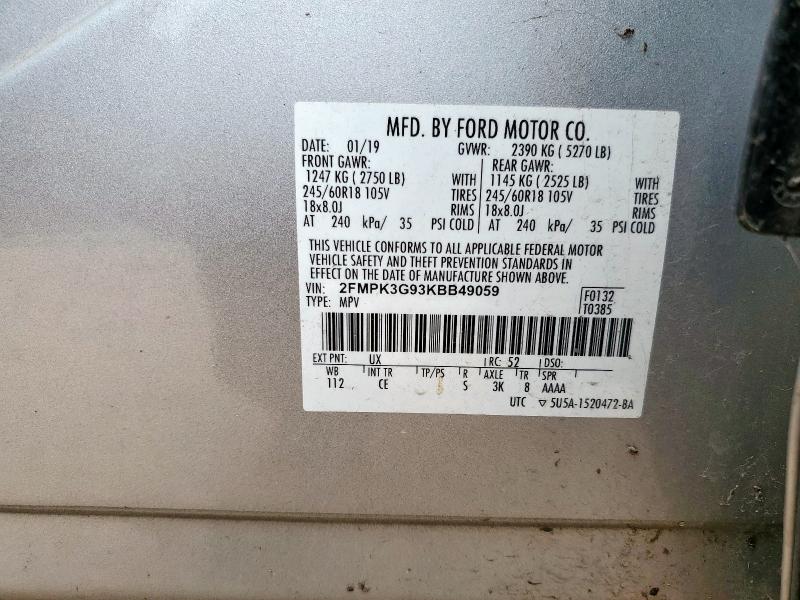 MFD. BY FORD MOTOR CO.
DATE: 01/19 GVWR: 2390 KG ( 5270 LB)
FRONT GAWR: REAR GAWR:
1247 KG ( 2750 LB) WITH 1145 KG ( 2525 LB) WITH
245/60R18 105V TIRES 245/60R18 105V TIRES
18x8.0J RIMS 18x8.0J RIMS
AT 240 kPa/ 35 PSI COLD AT 240 kPa/ 35 PSI COLD
THIS VEHICLE CONFORMS TO ALL APPLICABLE FEDERAL MOTOR
VEHICLE SAFETY AND THEFT PREVENTION STANDARDS IN
EFFECT ON THE DATE OF MANUFACTURE SHOWN ABOVE.
VIN: 2FMPK3G93KBB49059 F0132
TYPE: MPV T0385
EXT PNT: UX RC: 52 DSO:
WB INT TR TP/PS R AXLE TR SPR
112 CE S 3K 8 AAAA
UTC ▽ 5U5A-1520472-BA